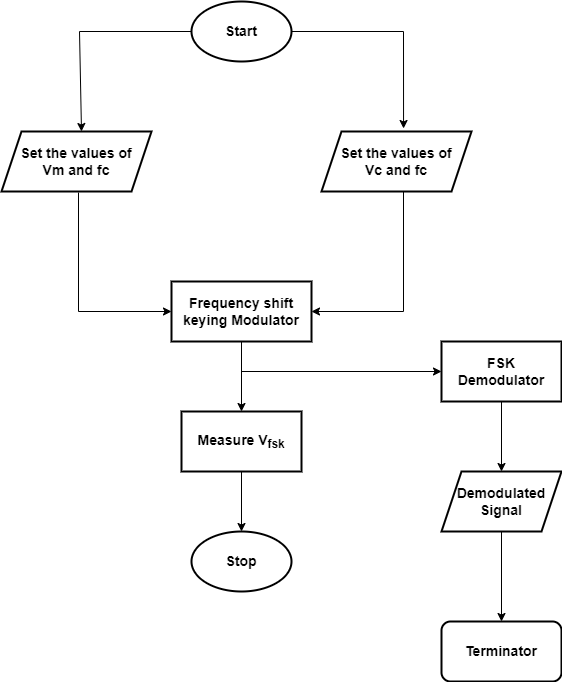 Start
Set the values of
Vm and fc
Set the values of
Vc and fc
Frequency shift
keying Modulator
FSK
Demodulator
Measure Vfsk
Demodulated
Signal
Stop
Terminator